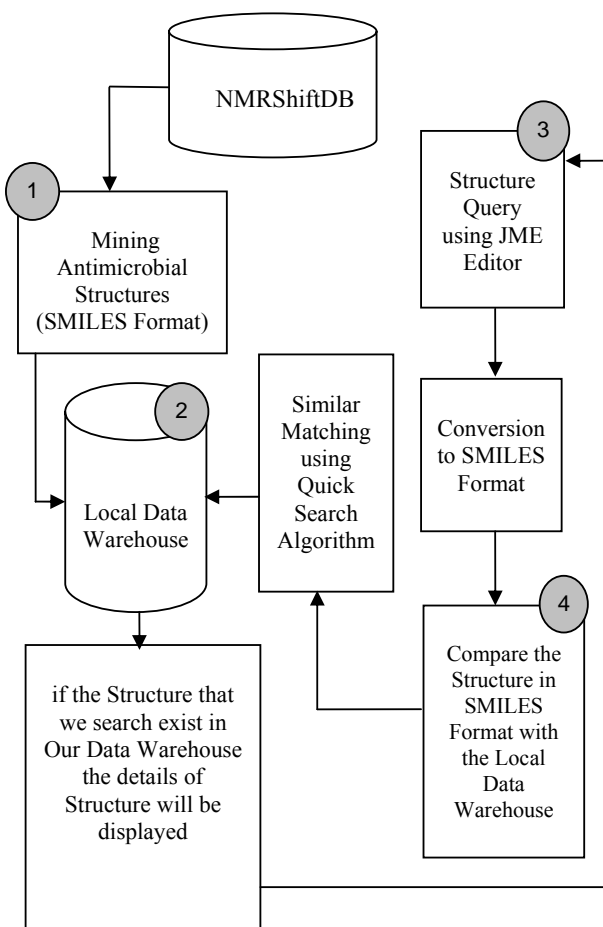 NMRShiftDB
1
Mining
Antimicrobial
Structures
(SMILES Format)
2
Local Data
Warehouse
Similar
Matching
using
Quick
Search
Algorithm
3
Structure
Query
using JME
Editor
Conversion
to SMILES
Format
4
Compare the
Structure in
SMILES
Format with
the Local
Data
Warehouse
if the Structure that
we search exist in
Our Data Warehouse
the details of
Structure will be
displayed